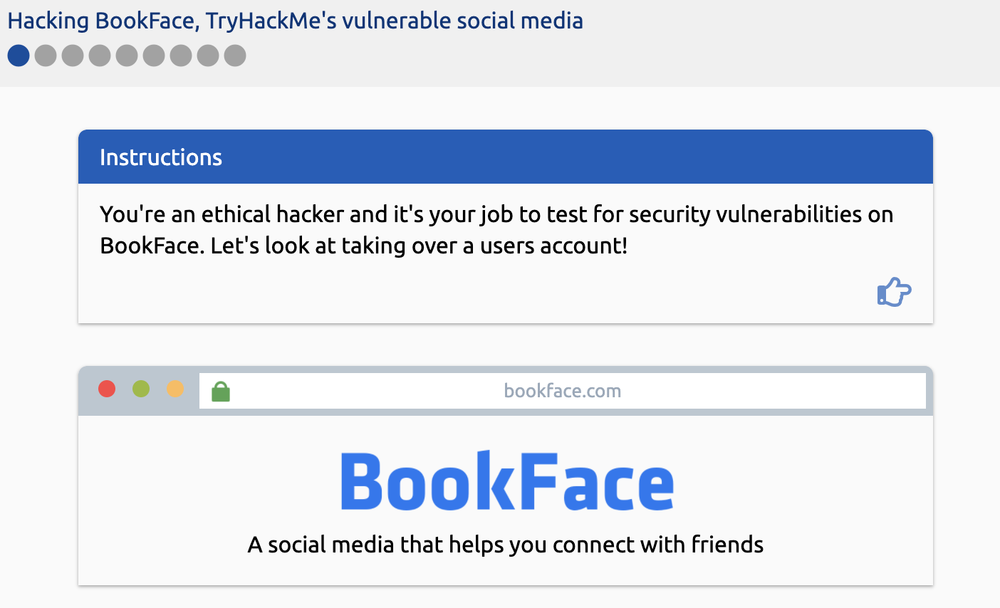 Hacking BookFace, TryHackMe's vulnerable social media
Instructions
You're an ethical hacker and it's your job to test for security vulnerabilities on
BookFace. Let's look at taking over a users account!
bookface.com
BookFace
A social media that helps you connect with friends